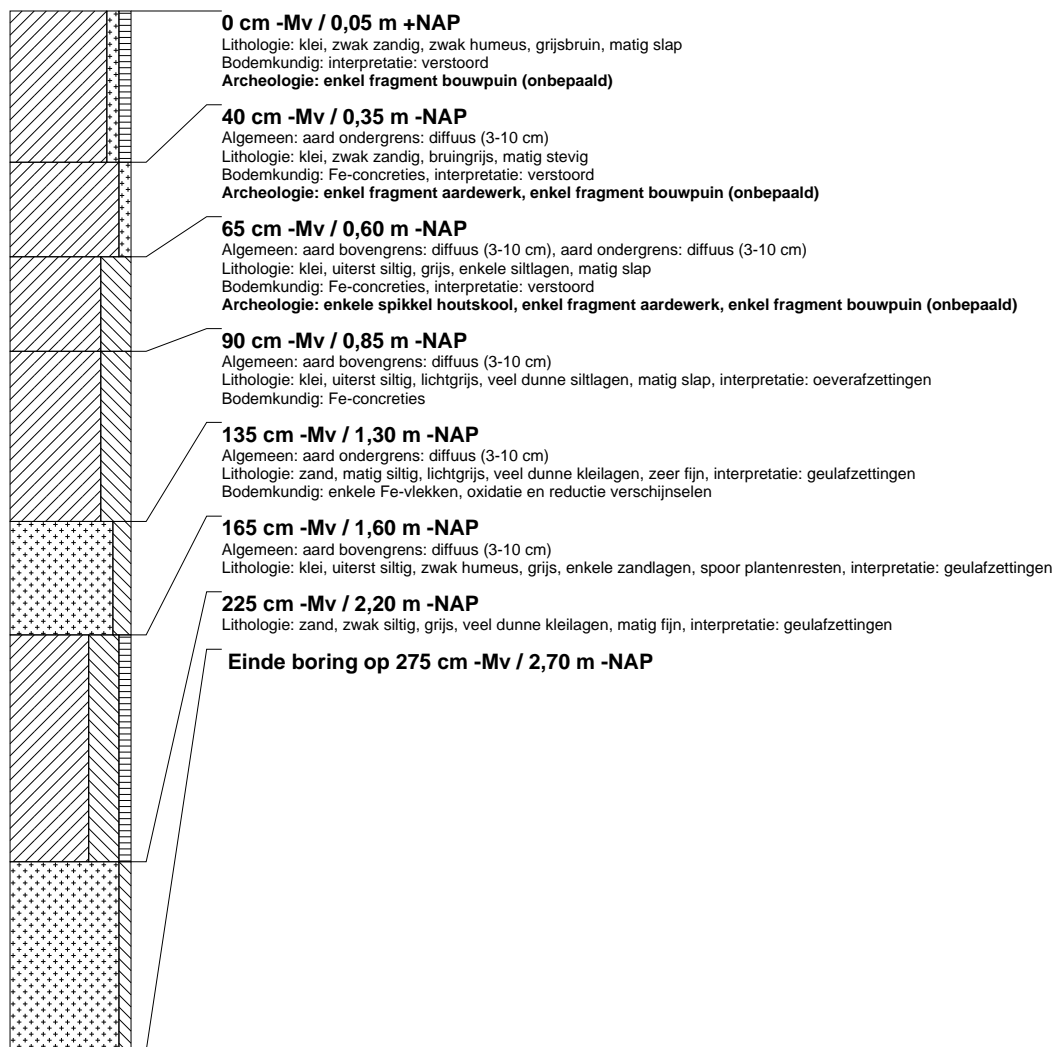 0 cm -Mv / 0,05 m +NAP
Lithologie: klei, zwak zandig, zwak humeus, grijsbruin, matig slap
Bodemkundig: interpretatie: verstoord
Archeologie: enkel fragment bouwpuin (onbepaald)
40 cm -Mv / 0,35 m -NAP
Algemeen: aard ondergrens: diffuus (3-10 cm)
Lithologie: klei, zwak zandig, bruingrijs, matig stevig
Bodemkundig: Fe-concreties, interpretatie: verstoord
Archeologie: enkel fragment aardewerk, enkel fragment bouwpuin (onbepaald)
65 cm -Mv / 0,60 m -NAP
Algemeen: aard bovengrens: diffuus (3-10 cm), aard ondergrens: diffuus (3-10 cm)
Lithologie: klei, uiterst siltig, grijs, enkele siltlagen, matig slap
Bodemkundig: Fe-concreties, interpretatie: verstoord
Archeologie: enkele spikkel houtskool, enkel fragment aardewerk, enkel fragment bouwpuin (onbepaald)
90 cm -Mv / 0,85 m -NAP
Algemeen: aard bovengrens: diffuus (3-10 cm)
Lithologie: klei, uiterst siltig, lichtgrijs, veel dunne siltlagen, matig slap, interpretatie: oeverafzettingen
Bodemkundig: Fe-concreties
135 cm -Mv / 1,30 m -NAP
Algemeen: aard ondergrens: diffuus (3-10 cm)
Lithologie: zand, matig siltig, lichtgrijs, veel dunne kleilagen, zeer fijn, interpretatie: geulafzettingen
Bodemkundig: enkele Fe-vlekken, oxidatie en reductie verschijnselen
165 cm -Mv / 1,60 m -NAP
Algemeen: aard bovengrens: diffuus (3-10 cm)
Lithologie: klei, uiterst siltig, zwak humeus, grijs, enkele zandlagen, spoor plantenresten, interpretatie: geulafzettingen
225 cm -Mv / 2,20 m -NAP
Lithologie: zand, zwak siltig, grijs, veel dunne kleilagen, matig fijn, interpretatie: geulafzettingen
Einde boring op 275 cm -Mv / 2,70 m -NAP